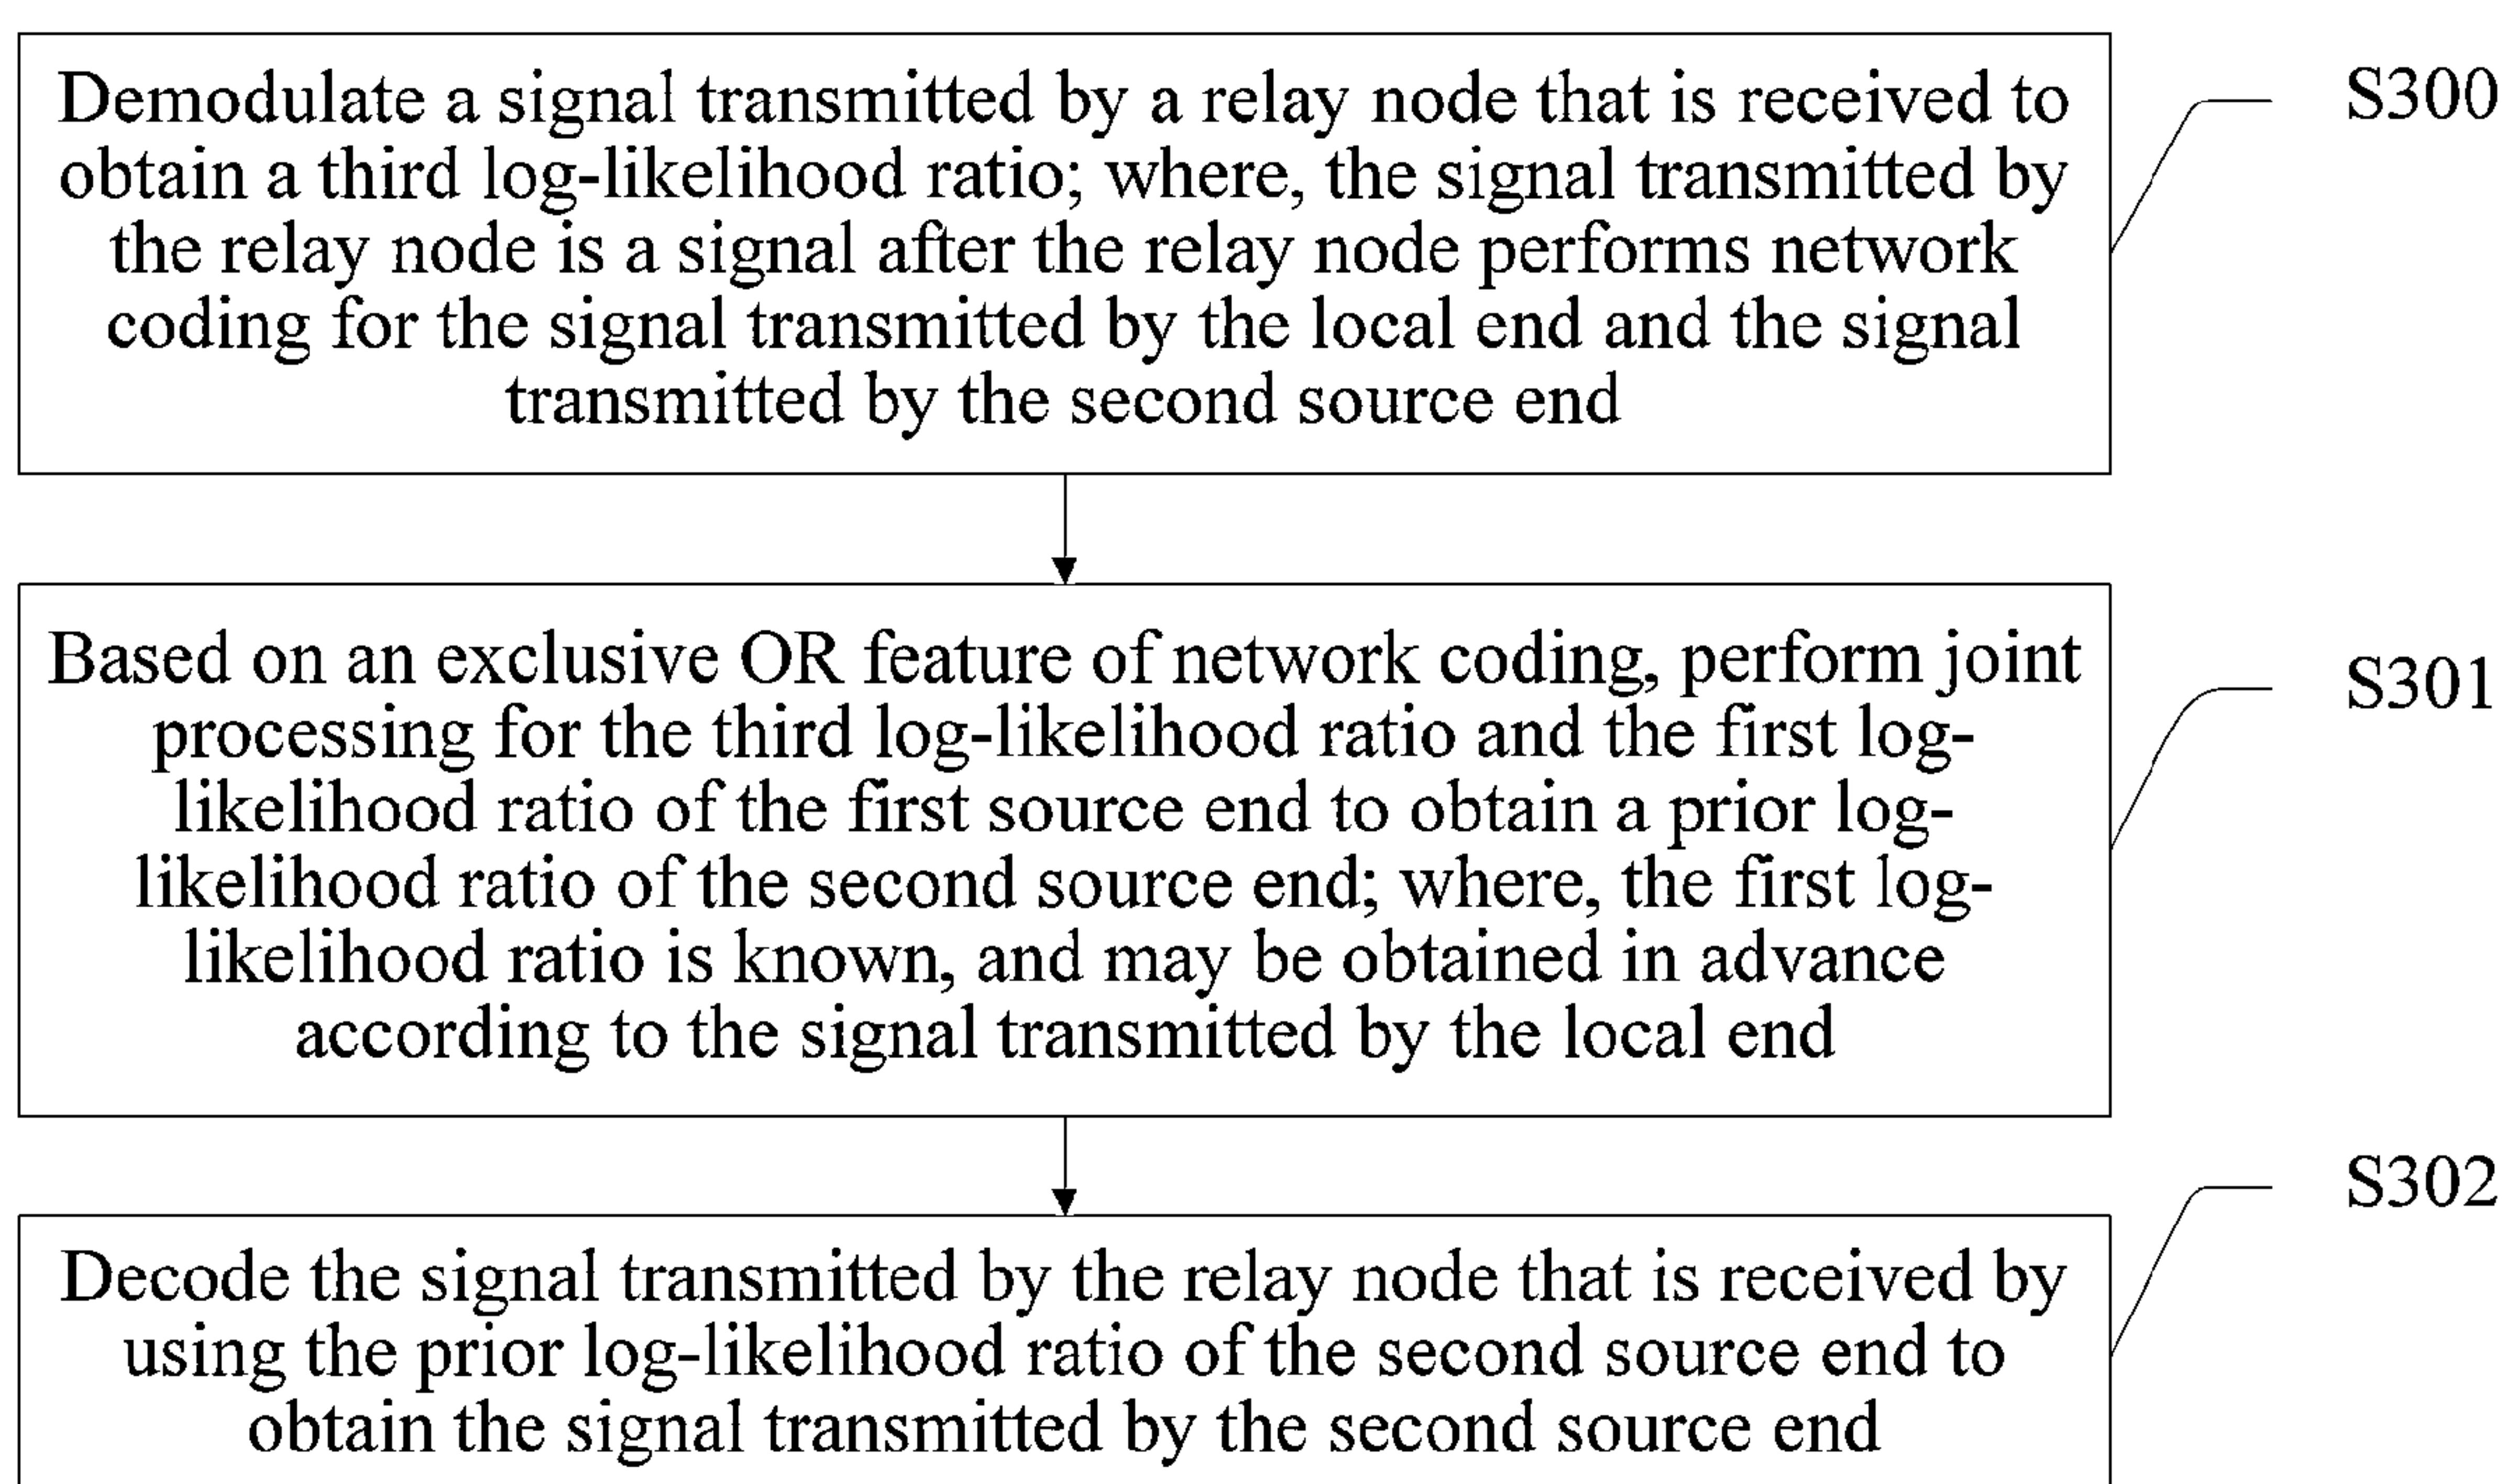 Demodulate a signal transmitted by a relay node that is received to
obtain a third log-likelihood ratio; where, the signal transmitted by
the relay node is a signal after the relay node performs network
coding for the signal transmitted by the local end and the signal
transmitted by the second source end
S300
Based on an exclusive OR feature of network coding, perform joint
processing for the third log-likelihood ratio and the first log-
likelihood ratio of the first source end to obtain a prior log-
likelihood ratio of the second source end; where, the first log-
likelihood ratio is known, and may be obtained in advance
according to the signal transmitted by the local end
S301
Decode the signal transmitted by the relay node that is received by
using the prior log-likelihood ratio of the second source end to
obtain the signal transmitted by the second source end
S302